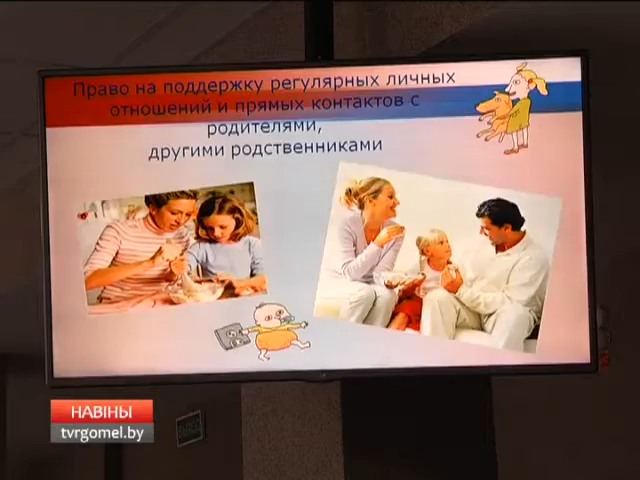 Право на поддержку регулярных личных
отношений и прямых контактов с
родителями,
другими родственниками
НАВІНЫ
tvrgomel.by